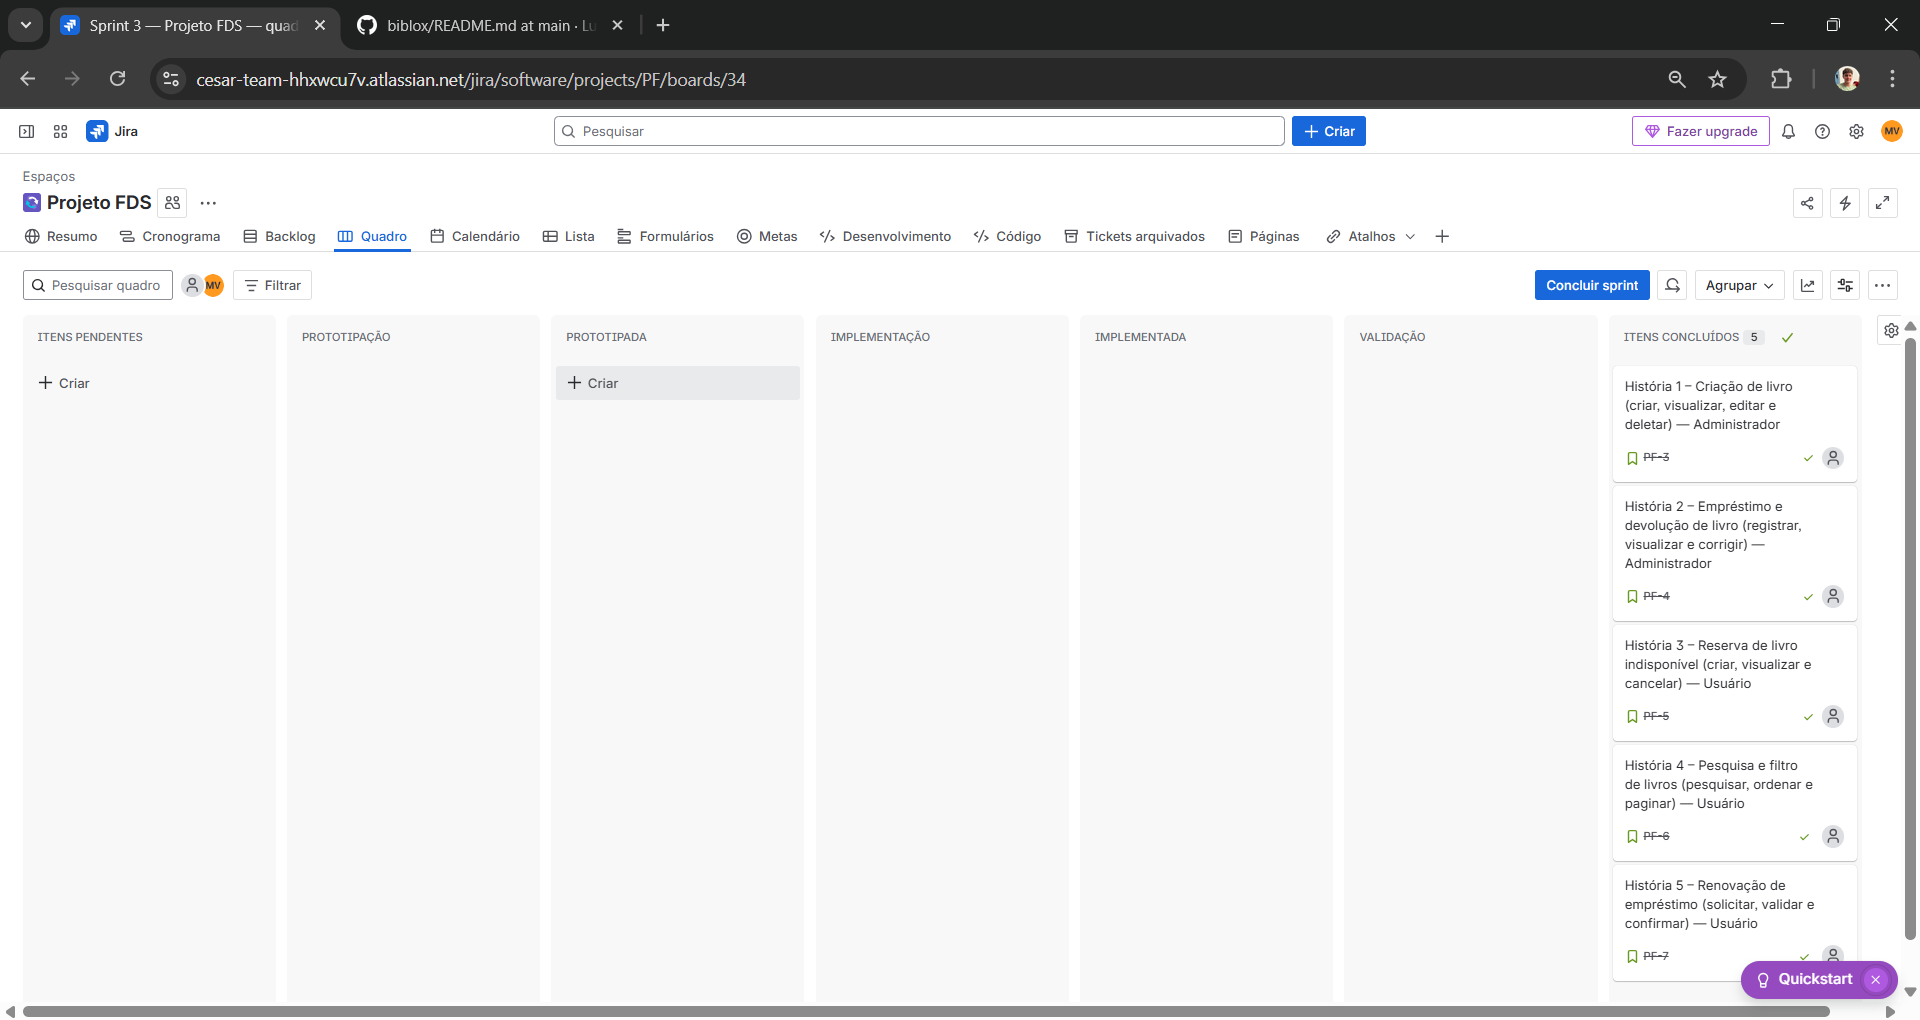 Sprint 3 — Projeto FDS — quad
biblox/README.md at main · Lu
cesar-team-hhxwcu7v.atlassian.net/jira/software/projects/PF/boards/34
Jira
Pesquisar
Criar
Fazer upgrade
MV
Espaços
Projeto FDS
Resumo
Cronograma
Backlog
Quadro
Calendário
Lista
Formulários
Metas
Desenvolvimento
Código
Tickets arquivados
Páginas
Atalhos
Pesquisar quadro
MV
Filtrar
Concluir sprint
Agrupar
ITENS PENDENTES
PROTOTIPAÇÃO
PROTOTIPADA
IMPLEMENTAÇÃO
IMPLEMENTADA
VALIDAÇÃO
ITENS CONCLUÍDOS 5
Criar
Criar
História 1 – Criação de livro
(criar, visualizar, editar e
deletar) — Administrador
PF-3
História 2 – Empréstimo e
devolução de livro (registrar,
visualizar e corrigir) —
Administrador
PF-4
História 3 – Reserva de livro
indisponível (criar, visualizar e
cancelar) — Usuário
PF-5
História 4 – Pesquisa e filtro
de livros (pesquisar, ordenar e
paginar) — Usuário
PF-6
História 5 – Renovação de
empréstimo (solicitar, validar e
confirmar) — Usuário
PF-7
Quickstart